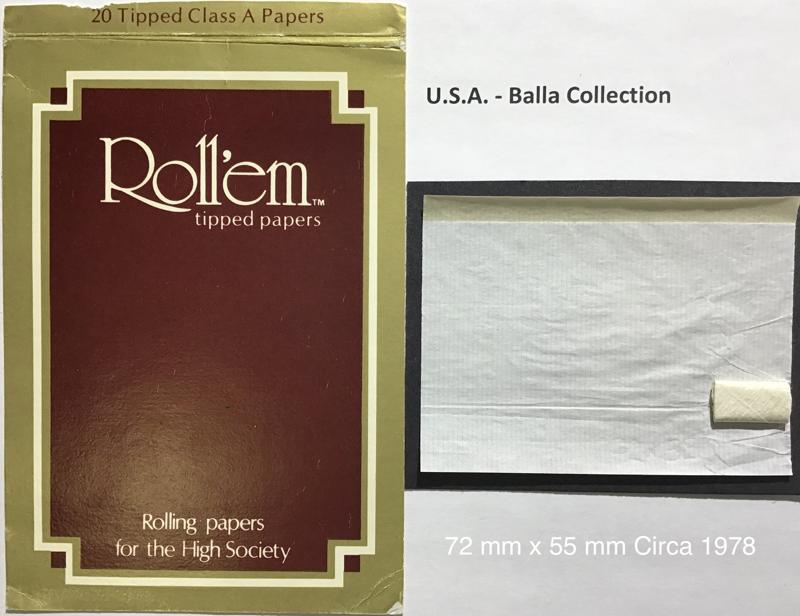 20 Tipped Class A Papers
Roll'em™
tipped papers
Rolling papers
for the High Society
U.S.A. - Balla Collection
72 mm x 55 mm Circa 1978